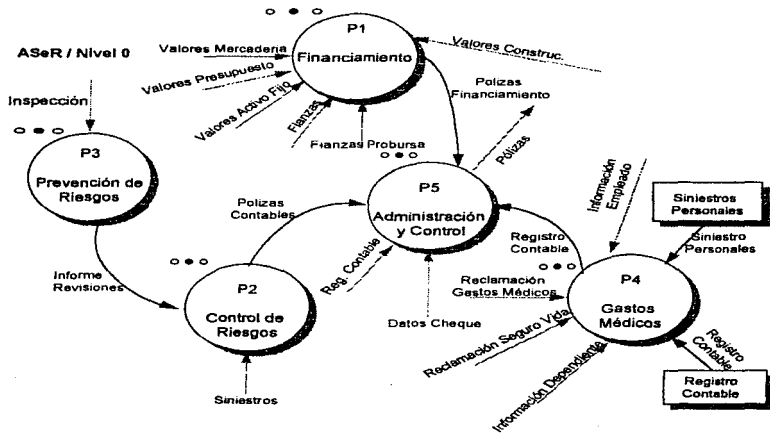 ASeR / Nivel 0
Inspección
P3
Prevención de
Riesgos
Informe
Revisiones
P2
Control de
Riesgos
Siniestros
Polizas
Contables
Reg. Contable
P1
Financiamiento
Valores Mercaderia
Valores Presupuesto
Valores Activo Fijo
Fianzas
Fianzas Probursa
Valores Construc.
Polizas
Financiamiento
Pólizas
P5
Administración
y Control
Datos Cheque
Registro
Contable
Información
Empleado
Siniestros
Personales
Siniestro
Personales
P4
Gastos
Médicos
Reclamación
Gastos Médicos
Reclamación Seguro Vida
Información Dependiente
Registro
Contable
Registro
Contable